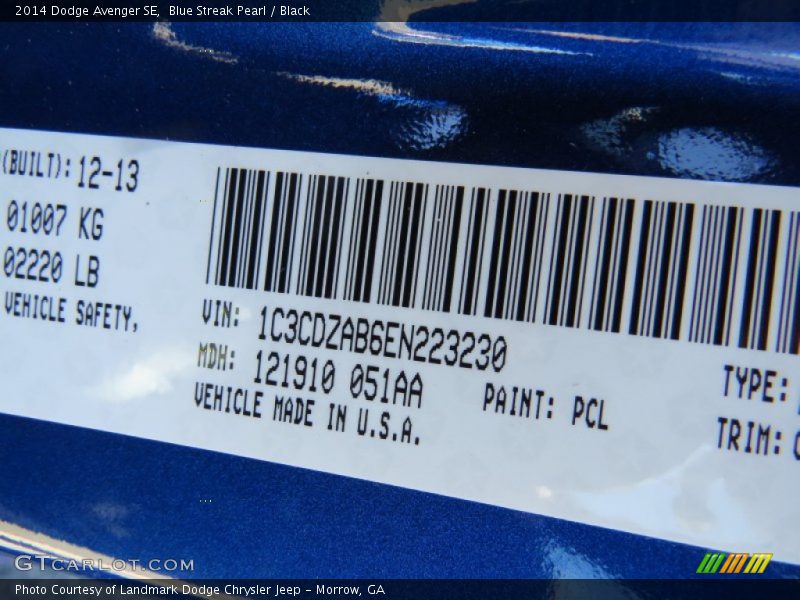 2014 Dodge Avenger SE,  Blue Streak Pearl / Black
(BUILT): 12-13
01007 KG
02220 LB
VEHICLE SAFETY,
VIN: 1C3CDZAB6EN223230
MDH: 121910 051AA
PAINT: PCL
VEHICLE MADE IN U.S.A.
TYPE:
TRIM:
GTCARLOT.COM
Photo Courtesy of Landmark Dodge Chrysler Jeep – Morrow, GA